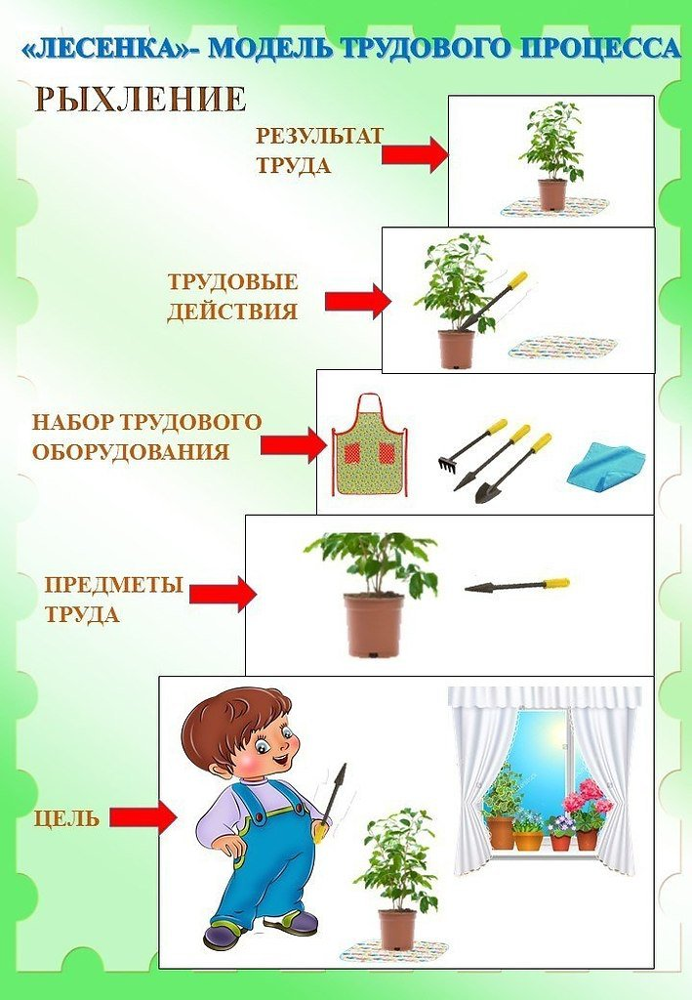 «ЛЕСЕНКА»- МОДЕЛЬ ТРУДОВОГО ПРОЦЕССА
РЫХЛЕНИЕ
РЕЗУЛЬТАТ
ТРУДА
ТРУДОВЫЕ
ДЕЙСТВИЯ
НАБОР ТРУДОВОГО
ОБОРУДОВАНИЯ
ПРЕДМЕТЫ
ТРУДА
ЦЕЛЬ